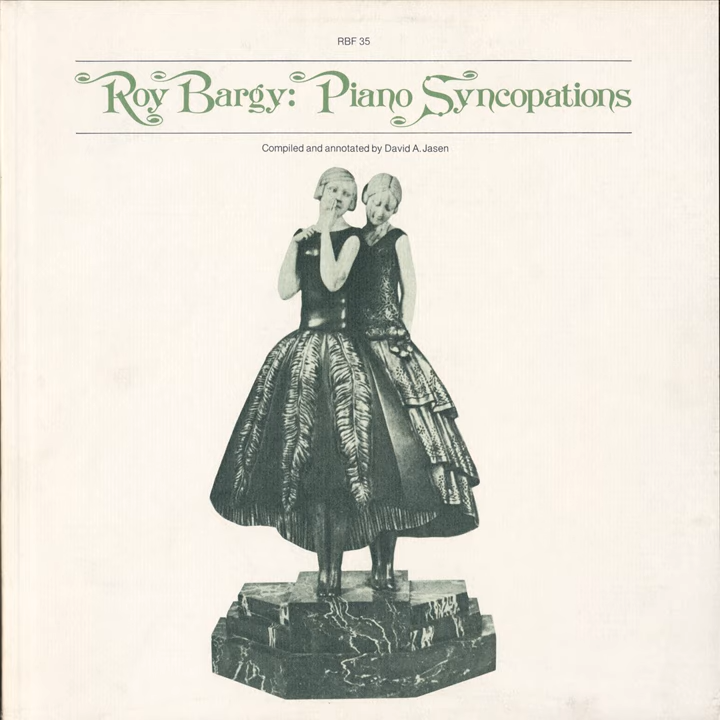 RBF 35
Roy Bargy: Piano Syncopations
Compiled and annotated by David A. Jasen